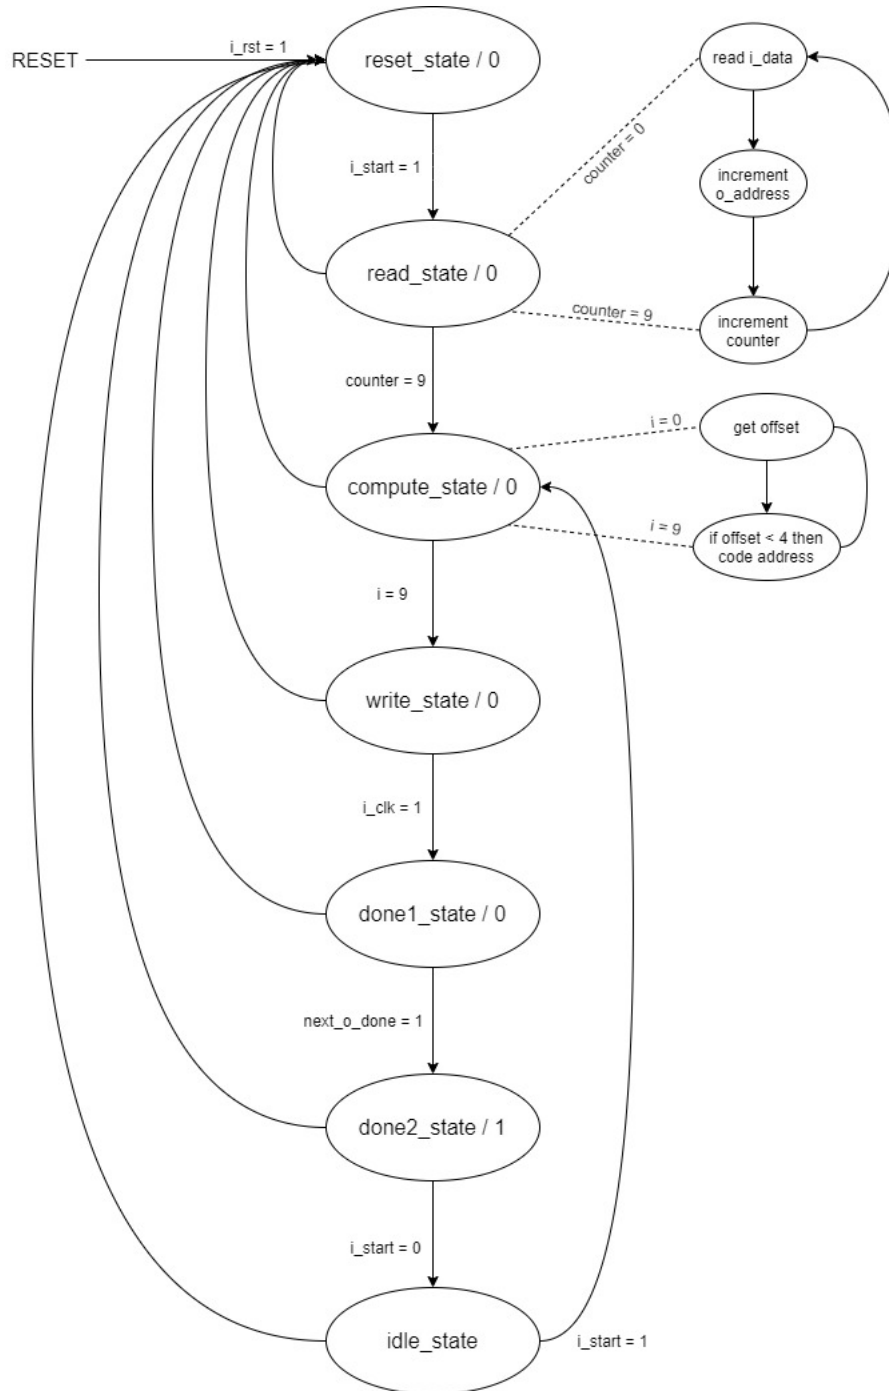 i_rst = 1
RESET
reset_state / 0
read i_data
counter = 0
i_start = 1
increment
o_address
read_state / 0
counter = 9
increment
counter
counter = 9
i = 0
get offset
compute_state / 0
i = 9
if offset < 4 then
code address
i = 9
write_state / 0
i_clk = 1
done1_state / 0
next_o_done = 1
done2_state / 1
i_start = 0
idle_state
i_start = 1